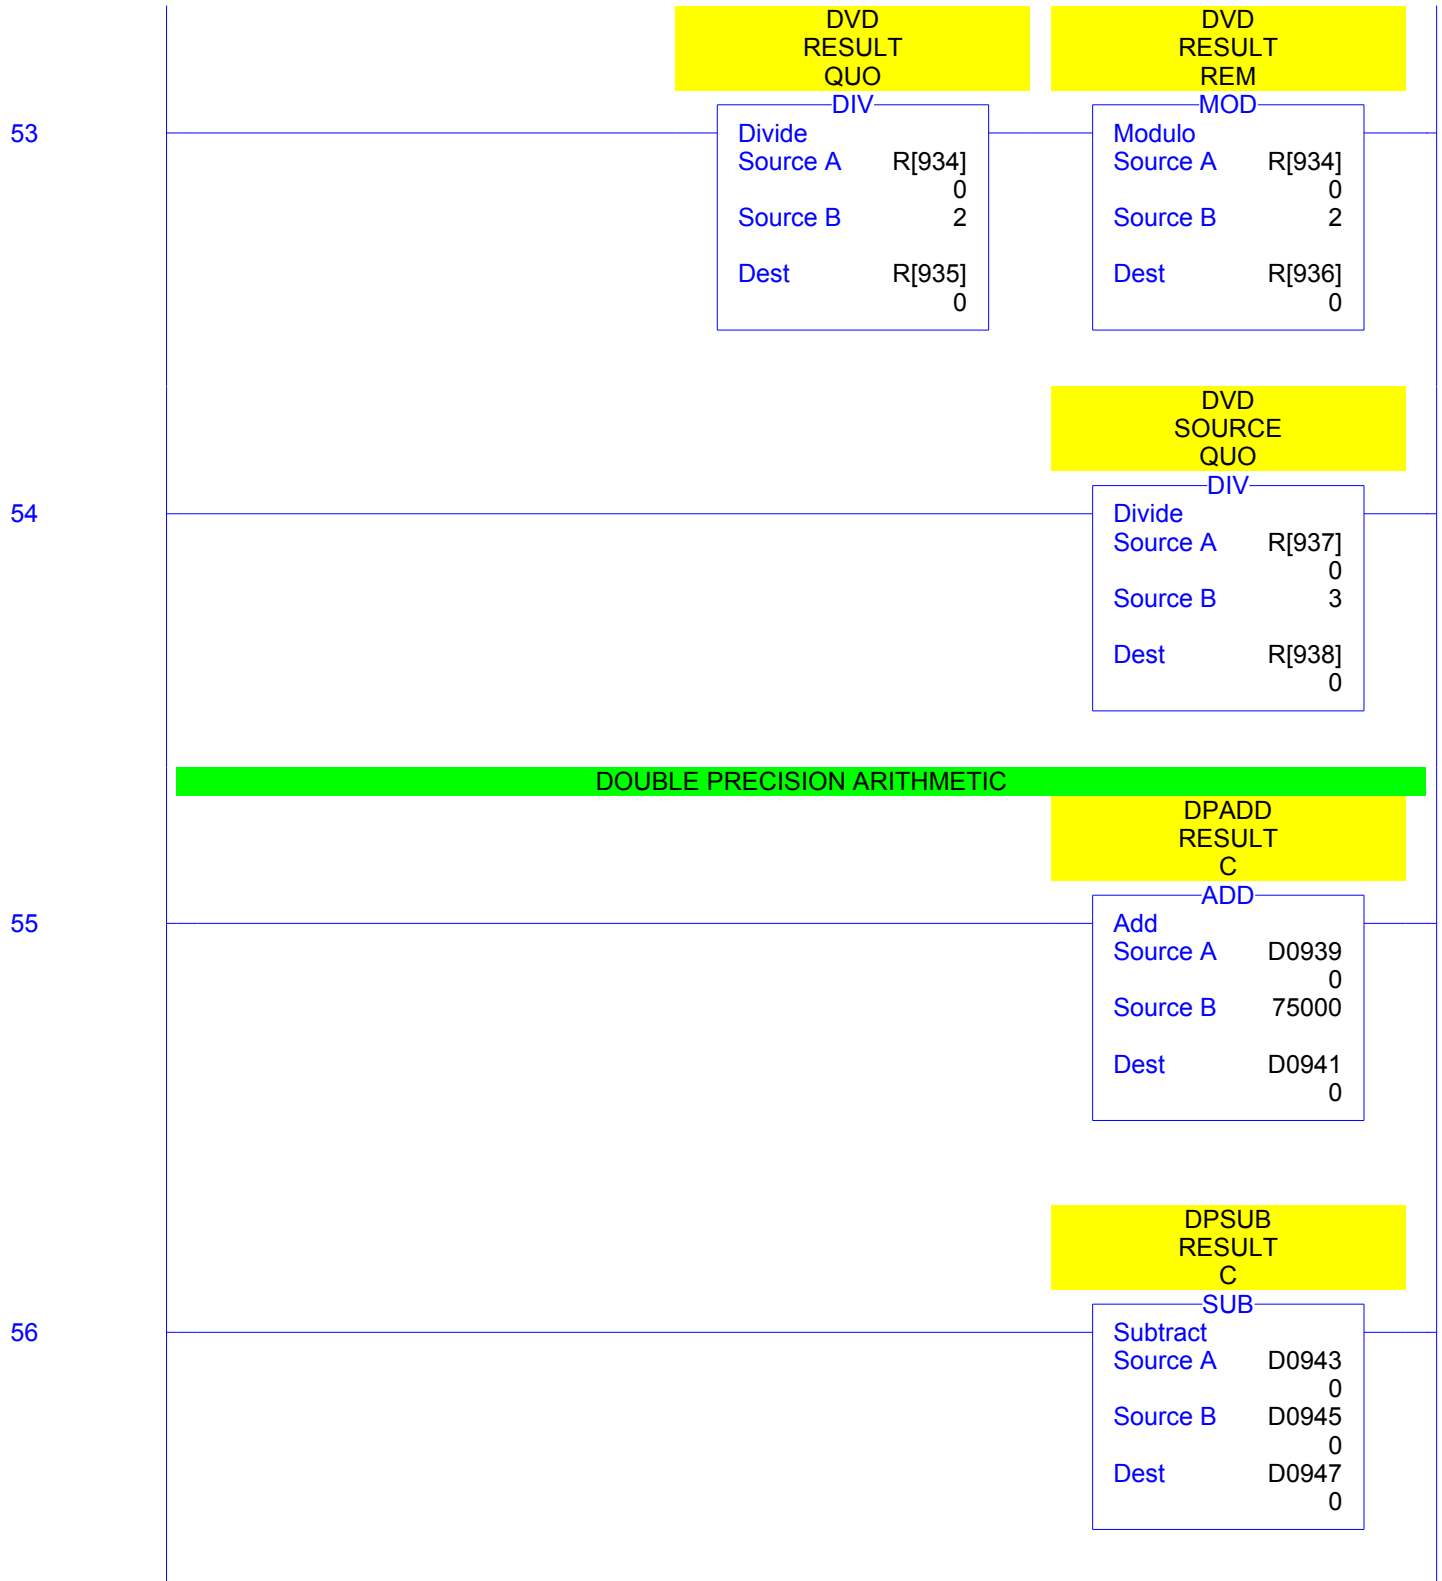 DVD
RESULT
QUO
DVD
RESULT
REM
53
DIV
Divide
Source A R[934]
0
Source B 2
Dest R[935]
0
MOD
Modulo
Source A R[934]
0
Source B 2
Dest R[936]
0
DVD
SOURCE
QUO
54
DIV
Divide
Source A R[937]
0
Source B 3
Dest R[938]
0
DOUBLE PRECISION ARITHMETIC
DPADD
RESULT
C
55
ADD
Add
Source A D0939
0
Source B 75000
Dest D0941
0
DPSUB
RESULT
C
56
SUB
Subtract
Source A D0943
0
Source B D0945
0
Dest D0947
0